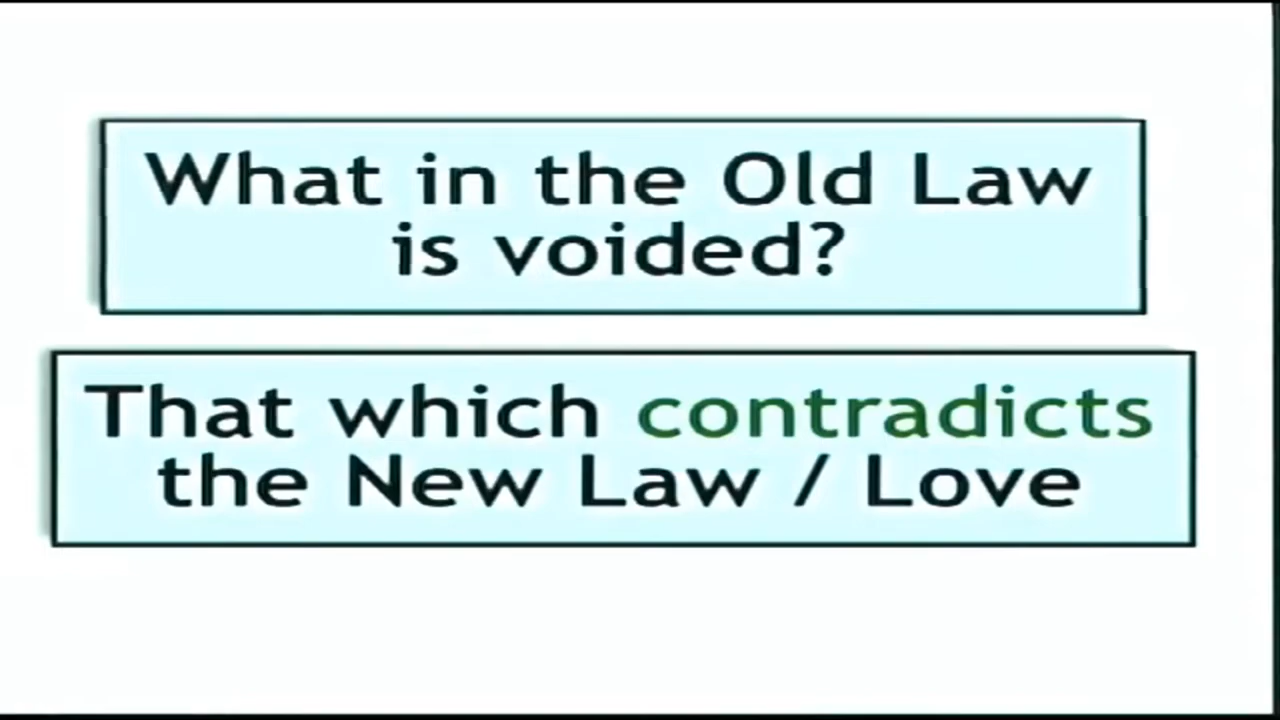 What in the Old Law
is voided?
That which contradicts
the New Law / Love